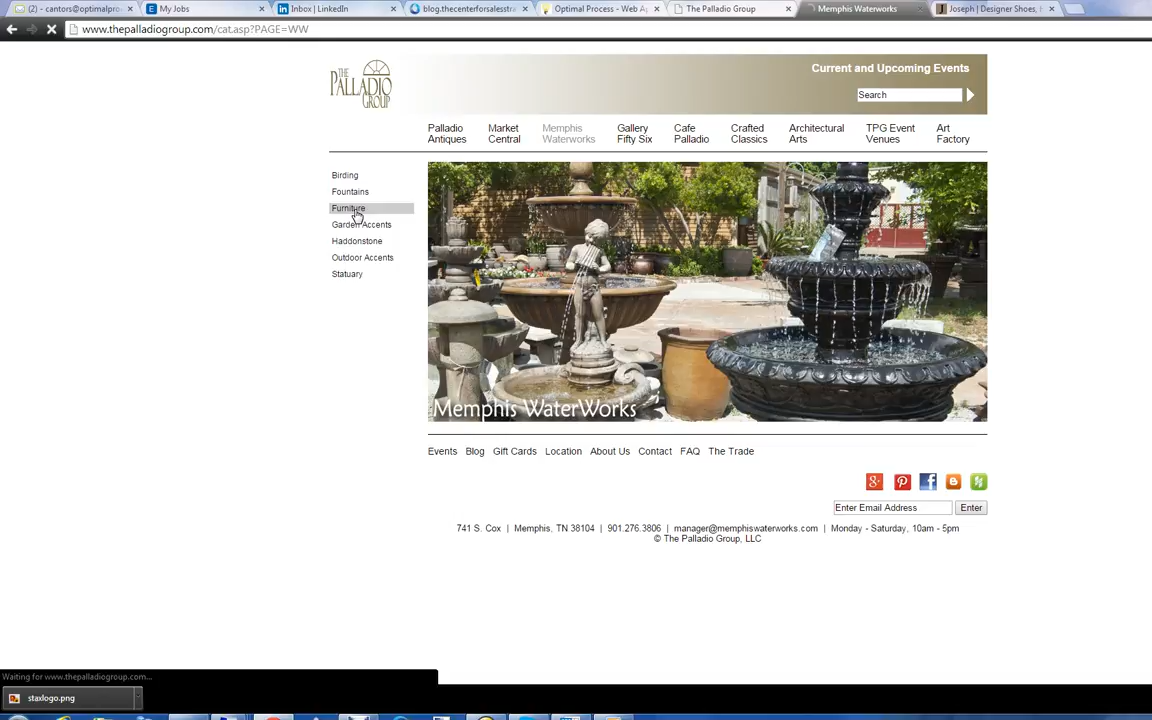 (2) - cantors@optimalpro
My Jobs
Inbox | LinkedIn
blog.thecenterforsalesstra
Optimal Process - Web A
The Palladio Group
Memphis Waterworks
Joseph | Designer Shoes, H
www.thepalladiogroup.com/cat.asp?PAGE=WW
THE
PALLADIO
GROUP
Current and Upcoming Events
Search
Palladio Antiques
Market Central
Memphis Waterworks
Gallery Fifty Six
Cafe Palladio
Crafted Classics
Architectural Arts
TPG Event Venues
Art Factory
Birding
Fountains
Furniture
Garden Accents
Haddonstone
Outdoor Accents
Statuary
Memphis WaterWorks
Events Blog Gift Cards Location About Us Contact FAQ The Trade
Enter Email Address Enter
741 S. Cox | Memphis, TN 38104 | 901.276.3806 | manager@memphiswaterworks.com | Monday - Saturday, 10am - 5pm
© The Palladio Group, LLC
Waiting for www.thepalladiogroup.com...
staxlogo.png